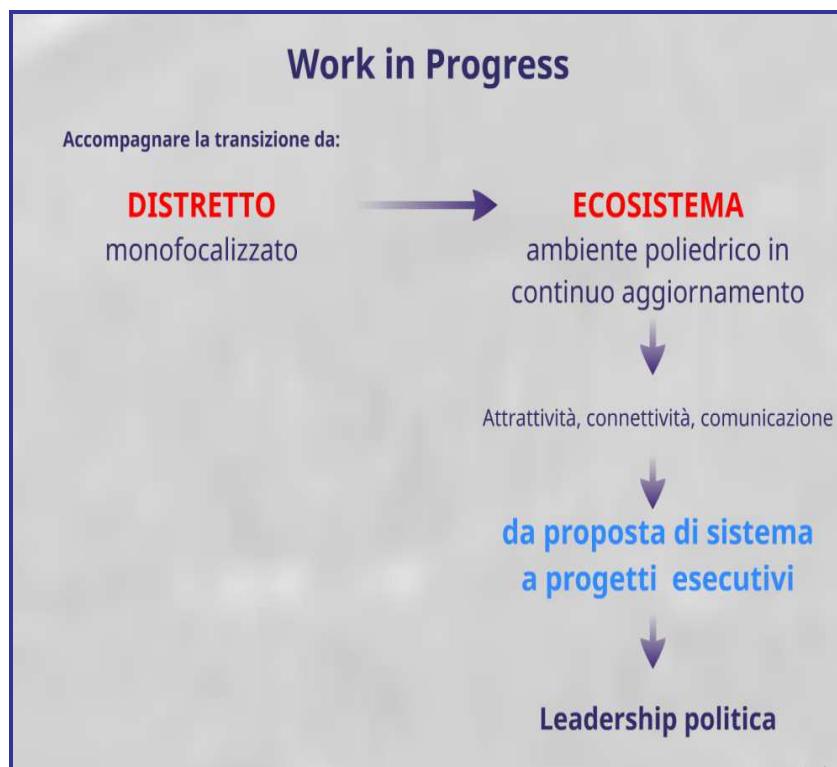 Work in Progress
Accompagnare la transizione da:
DISTRETTO
monofocalizzato
ECOSISTEMA
ambiente poliedrico in
continuo aggiornamento
Attrattività, connettività, comunicazione
da proposta di sistema
a progetti esecutivi
Leadership politica